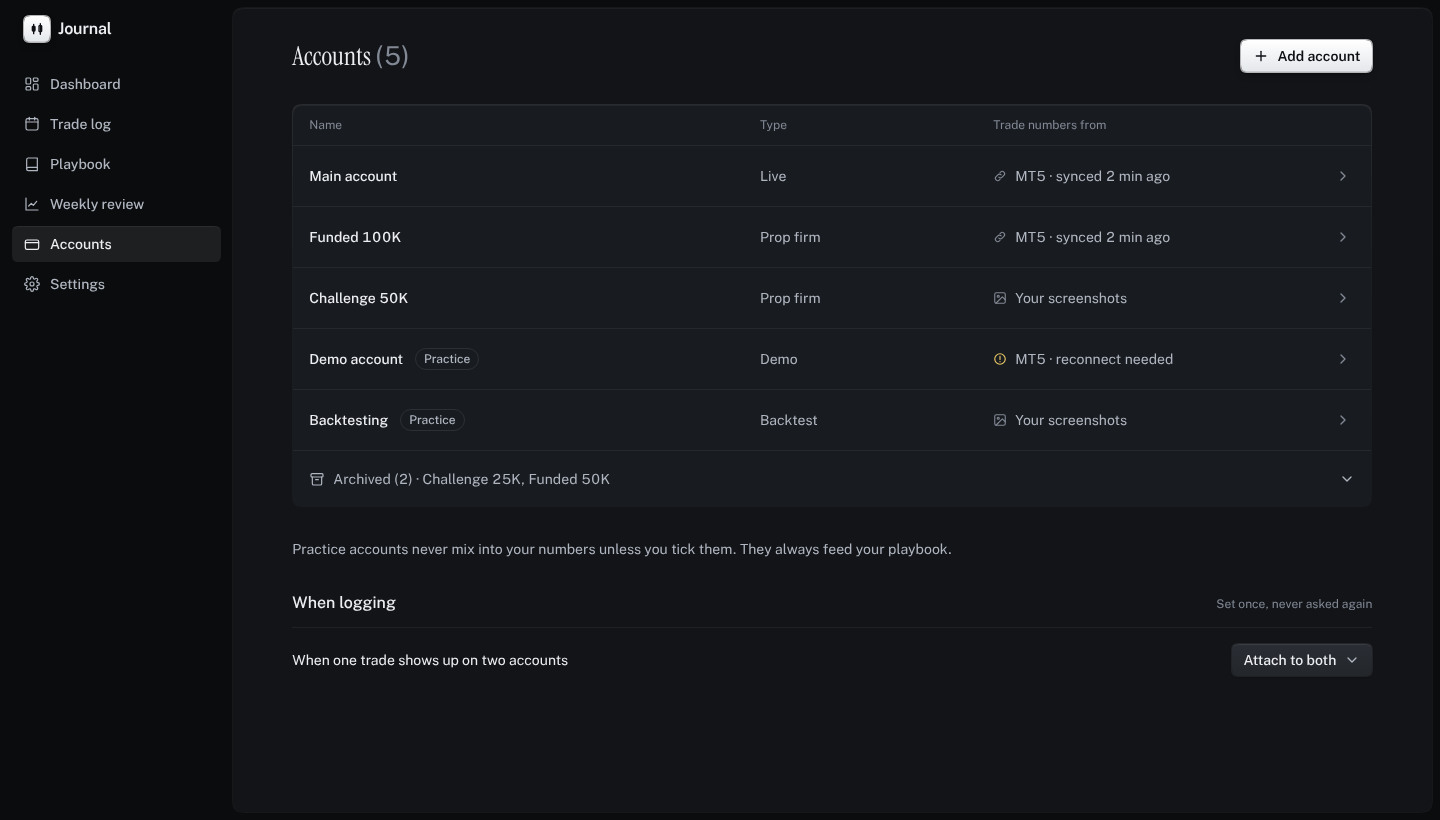 Journal
Dashboard
Trade log
Playbook
Weekly review
Accounts
Settings
Accounts (5)
Add account
Name Type Trade numbers from
Main account Live MT5 · synced 2 min ago
Funded 100K Prop firm MT5 · synced 2 min ago
Challenge 50K Prop firm Your screenshots
Demo account Practice Demo MT5 · reconnect needed
Backtesting Practice Backtest Your screenshots
Archived (2) · Challenge 25K, Funded 50K
Practice accounts never mix into your numbers unless you tick them. They always feed your playbook.
When logging Set once, never asked again
When one trade shows up on two accounts Attach to both